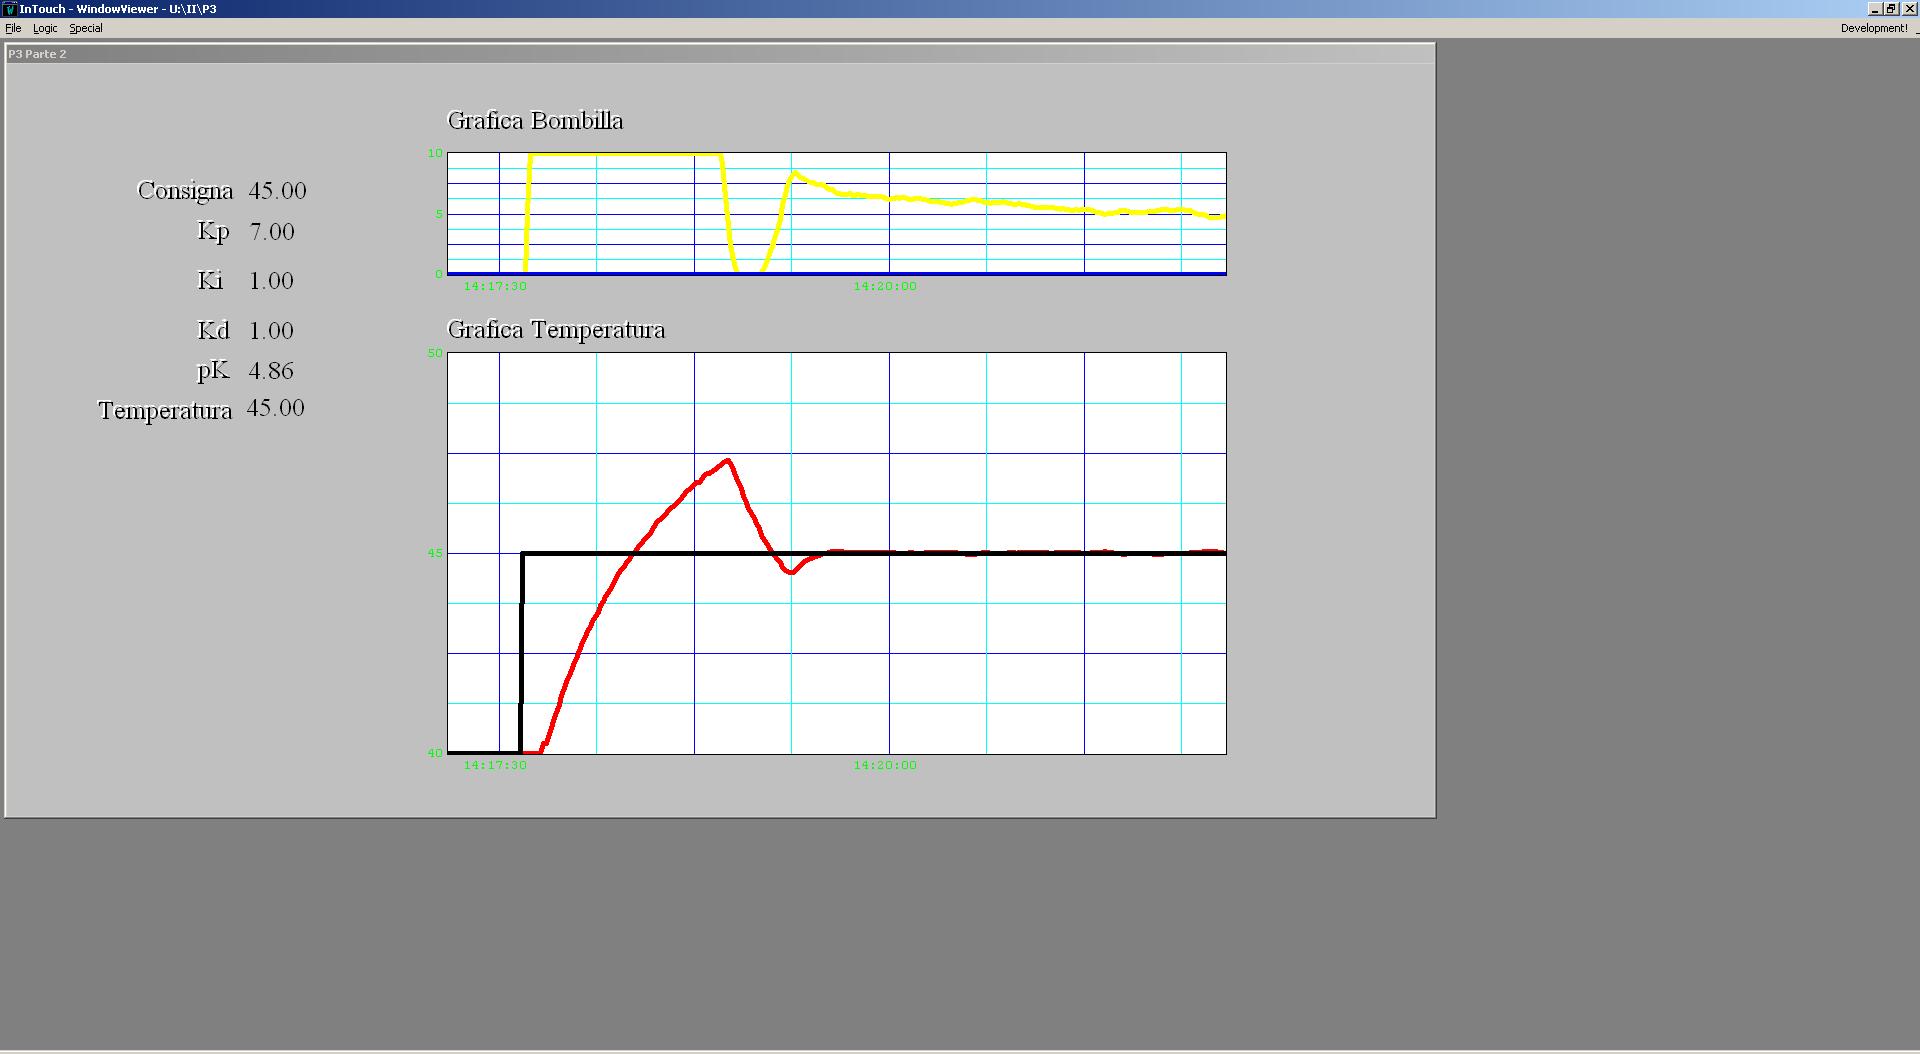 InTouch - WindowViewer - U:\II\P3
File Logic Special Development!
P3 Parte 2
Grafica Bombilla
10
5
0
14:17:30 14:20:00
Consigna 45.00
Kp 7.00
Ki 1.00
Kd 1.00
pK 4.86
Temperatura 45.00
Grafica Temperatura
50
45
40
14:17:30 14:20:00